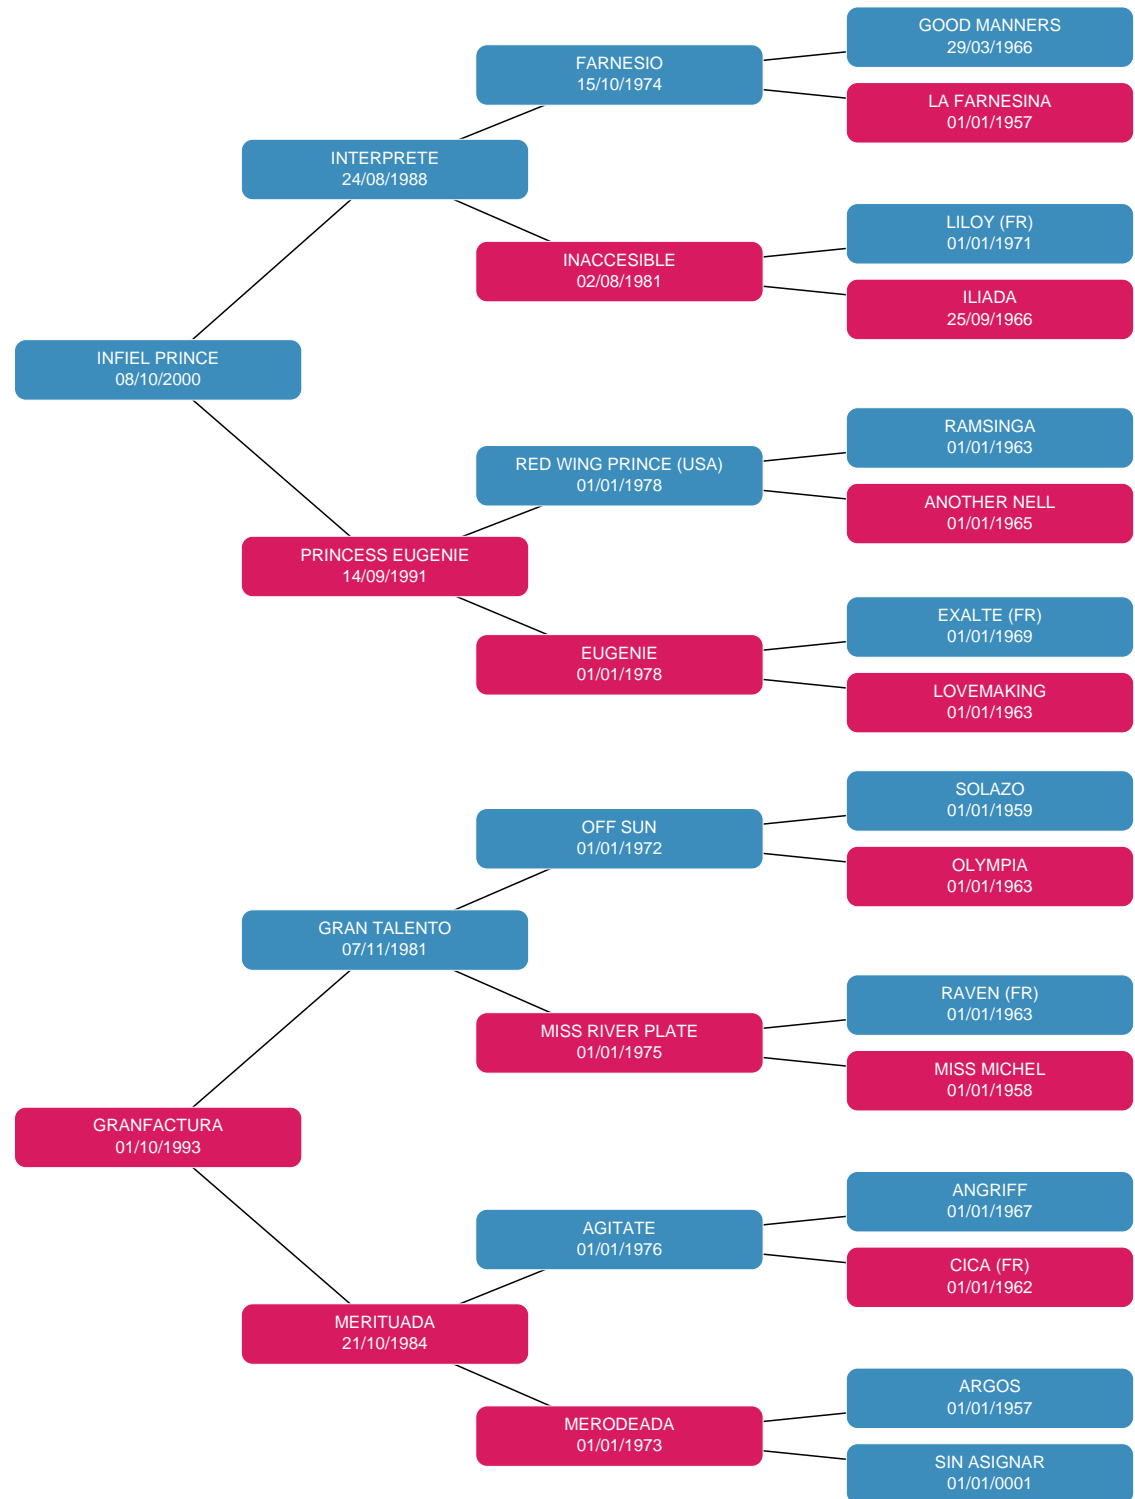 GOOD MANNERS
29/03/1966
FARNESIO
15/10/1974
LA FARNESINA
01/01/1957
INTERPRETE
24/08/1988
LILOY (FR)
01/01/1971
INACCESIBLE
02/08/1981
ILIADA
25/09/1966
INFIEL PRINCE
08/10/2000
RAMSINGA
01/01/1963
RED WING PRINCE (USA)
01/01/1978
ANOTHER NELL
01/01/1965
PRINCESS EUGENIE
14/09/1991
EXALTE (FR)
01/01/1969
EUGENIE
01/01/1978
LOVEMAKING
01/01/1963
SOLAZO
01/01/1959
OFF SUN
01/01/1972
OLYMPIA
01/01/1963
GRAN TALENTO
07/11/1981
RAVEN (FR)
01/01/1963
MISS RIVER PLATE
01/01/1975
MISS MICHEL
01/01/1958
GRANFACTURA
01/10/1993
ANGRIFF
01/01/1967
AGITATE
01/01/1976
CICA (FR)
01/01/1962
MERITUADA
21/10/1984
ARGOS
01/01/1957
MERODEADA
01/01/1973
SIN ASIGNAR
01/01/0001